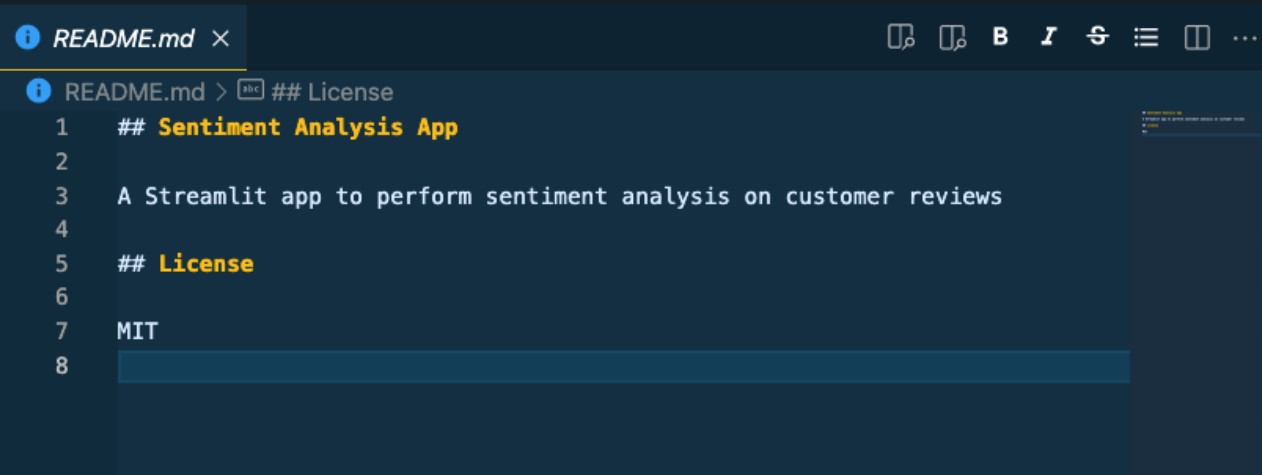 README.md
B I S
README.md > ## License
1 ## Sentiment Analysis App
2
3 A Streamlit app to perform sentiment analysis on customer reviews
4
5 ## License
6
7 MIT
8